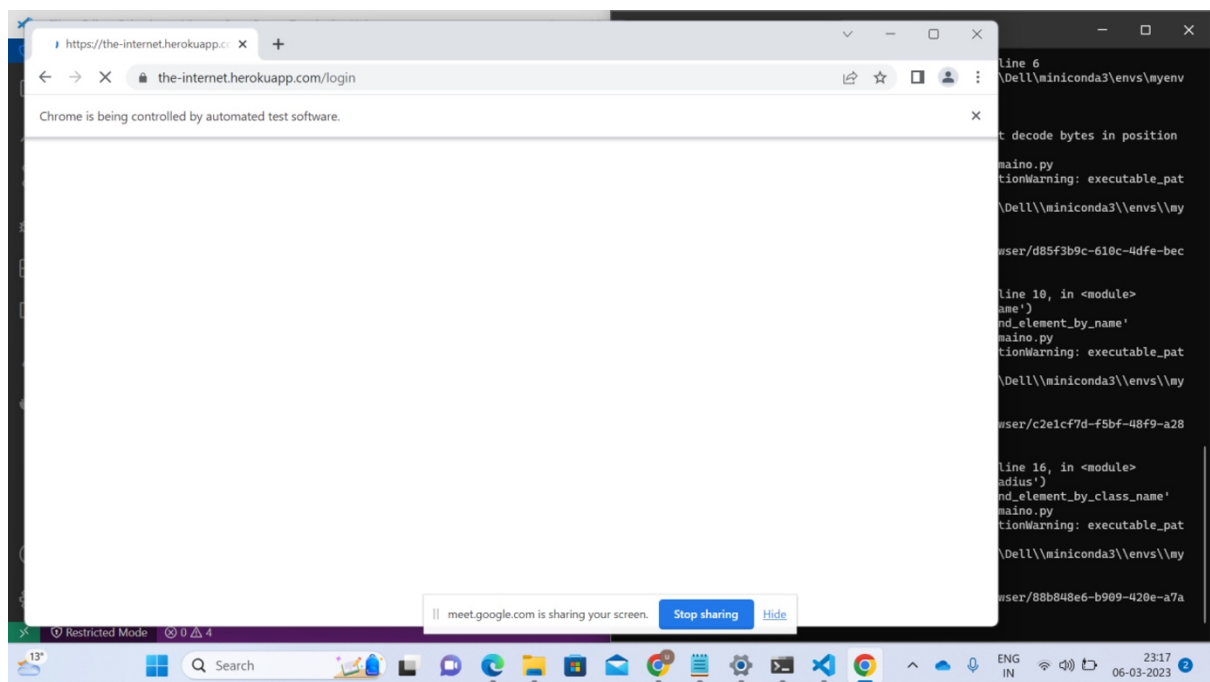 https://the-internet.herokuapp.c
the-internet.herokuapp.com/login
Chrome is being controlled by automated test software.
line 6
\Dell\miniconda3\envs\myenv
t decode bytes in position
maino.py
tionWarning: executable_pat
\Dell\\miniconda3\\envs\\my
wser/d85f3b9c-610c-4dfe-bec
line 10, in <module>
ame')
nd_element_by_name'
maino.py
tionWarning: executable_pat
\Dell\\miniconda3\\envs\\my
wser/c2e1cf7d-f5bf-48f9-a28
line 16, in <module>
adius')
nd_element_by_class_name'
maino.py
tionWarning: executable_pat
\Dell\\miniconda3\\envs\\my
wser/88b848e6-b909-420e-a7a
meet.google.com is sharing your screen. Stop sharing Hide
Restricted Mode 0 4
13°
Search
ENG
IN
23:17
06-03-2023
2